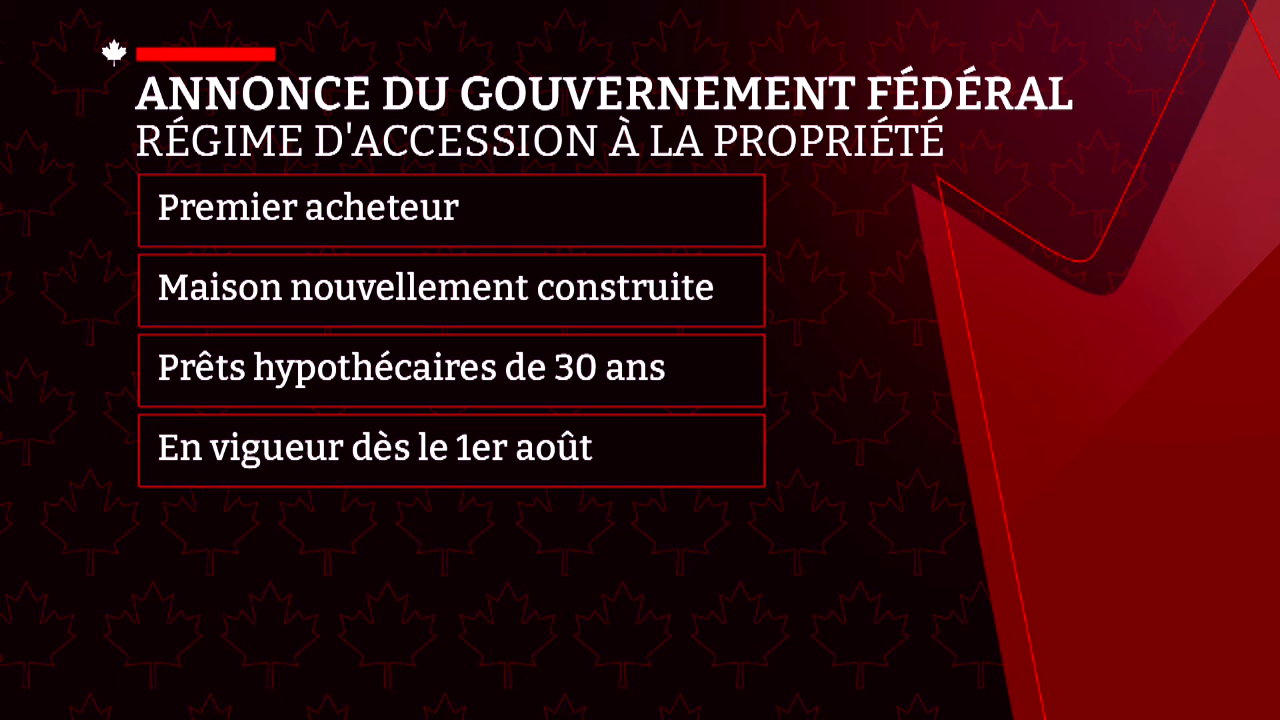 ANNONCE DU GOUVERNEMENT FÉDÉRAL
RÉGIME D'ACCESSION À LA PROPRIÉTÉ
Premier acheteur
Maison nouvellement construite
Prêts hypothécaires de 30 ans
En vigueur dès le 1er août